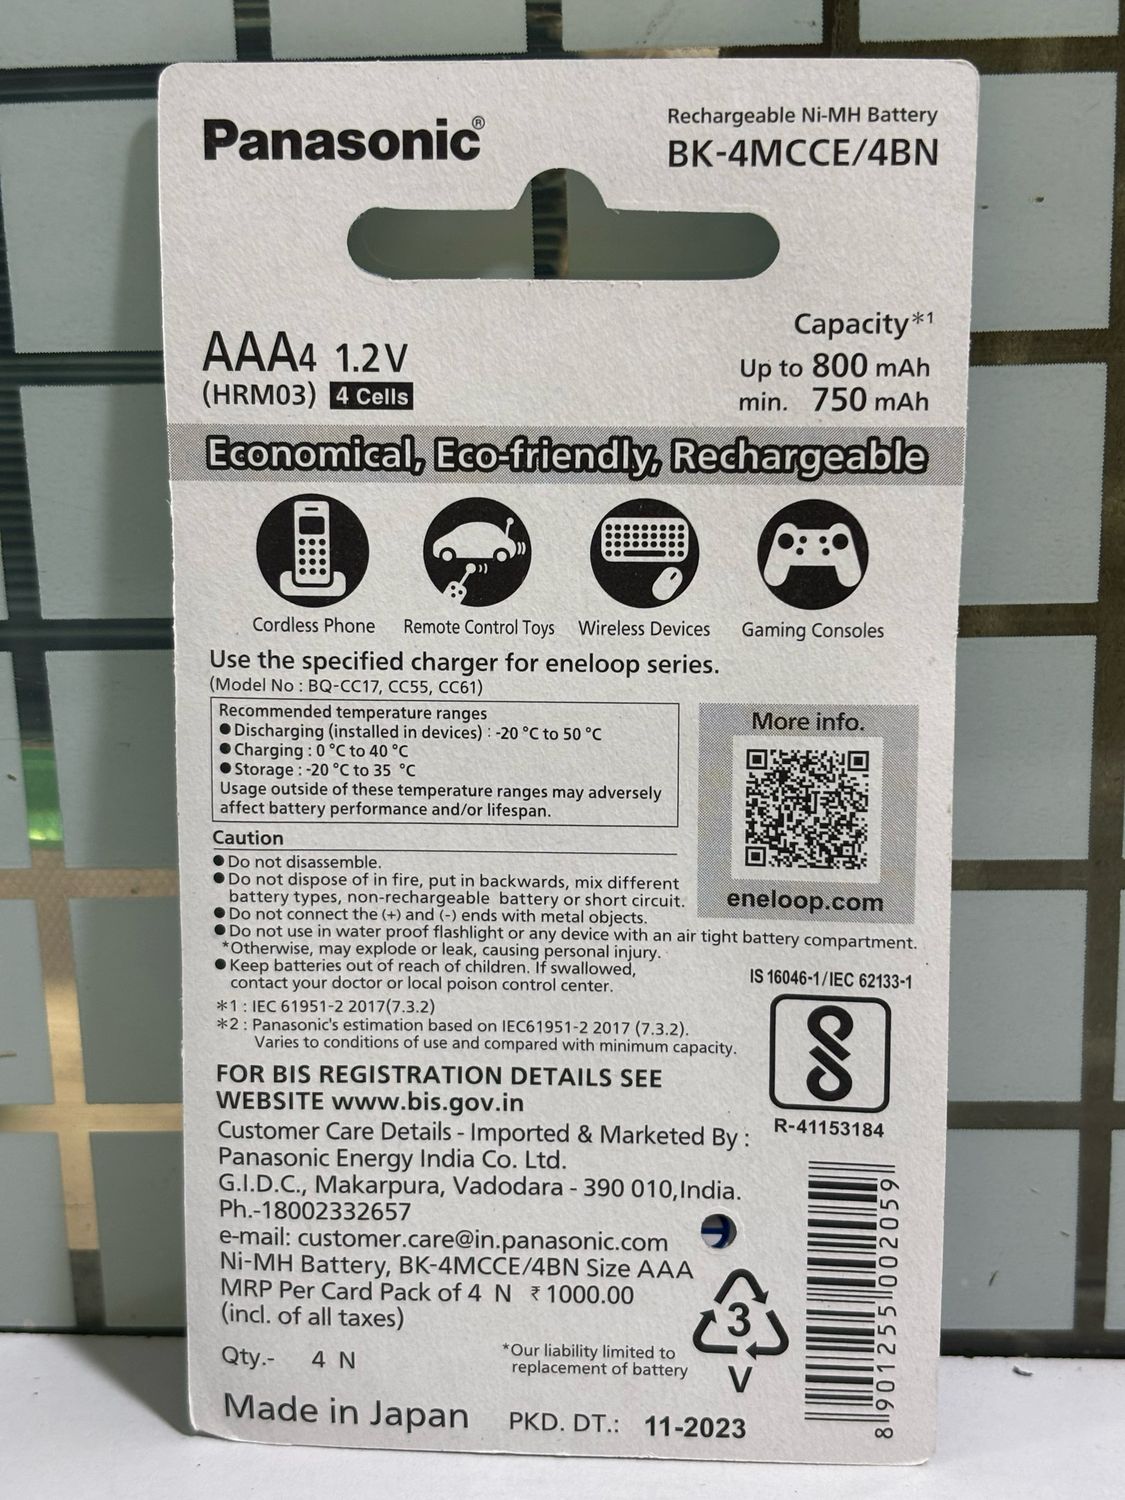 Panasonic®
Rechargeable Ni-MH Battery
BK-4MCCE/4BN
Capacity*1
AAA4 1.2V
Up to 800 mAh
(HRM03) 4 Cells
min. 750 mAh
Economical, Eco-friendly, Rechargeable
Cordless Phone
Remote Control Toys
Wireless Devices
Gaming Consoles
Use the specified charger for eneloop series.
(Model No : BQ-CC17, CC55, CC61)
Recommended temperature ranges
● Discharging (installed in devices) : -20 °C to 50 °C
● Charging : 0 °C to 40 °C
● Storage : -20 °C to 35 °C
Usage outside of these temperature ranges may adversely
affect battery performance and/or lifespan.
More info.
eneloop.com
Caution
● Do not disassemble.
● Do not dispose of in fire, put in backwards, mix different
battery types, non-rechargeable battery or short circuit.
● Do not connect the (+) and (-) ends with metal objects.
● Do not use in water proof flashlight or any device with an air tight battery compartment.
*Otherwise, may explode or leak, causing personal injury.
● Keep batteries out of reach of children. If swallowed,
contact your doctor or local poison control center.
*1 : IEC 61951-2 2017(7.3.2)
*2 : Panasonic's estimation based on IEC61951-2 2017 (7.3.2).
Varies to conditions of use and compared with minimum capacity.
IS 16046-1/IEC 62133-1
R-41153184
FOR BIS REGISTRATION DETAILS SEE
WEBSITE www.bis.gov.in
Customer Care Details - Imported & Marketed By :
Panasonic Energy India Co. Ltd.
G.I.D.C., Makarpura, Vadodara - 390 010,India.
Ph.-18002332657
e-mail: customer.care@in.panasonic.com
Ni-MH Battery, BK-4MCCE/4BN Size AAA
MRP Per Card Pack of 4 N ₹ 1000.00
(incl. of all taxes)
Qty.- 4 N
*Our liability limited to
replacement of battery
3
V
Made in Japan
PKD. DT.: 11-2023
8901255002059